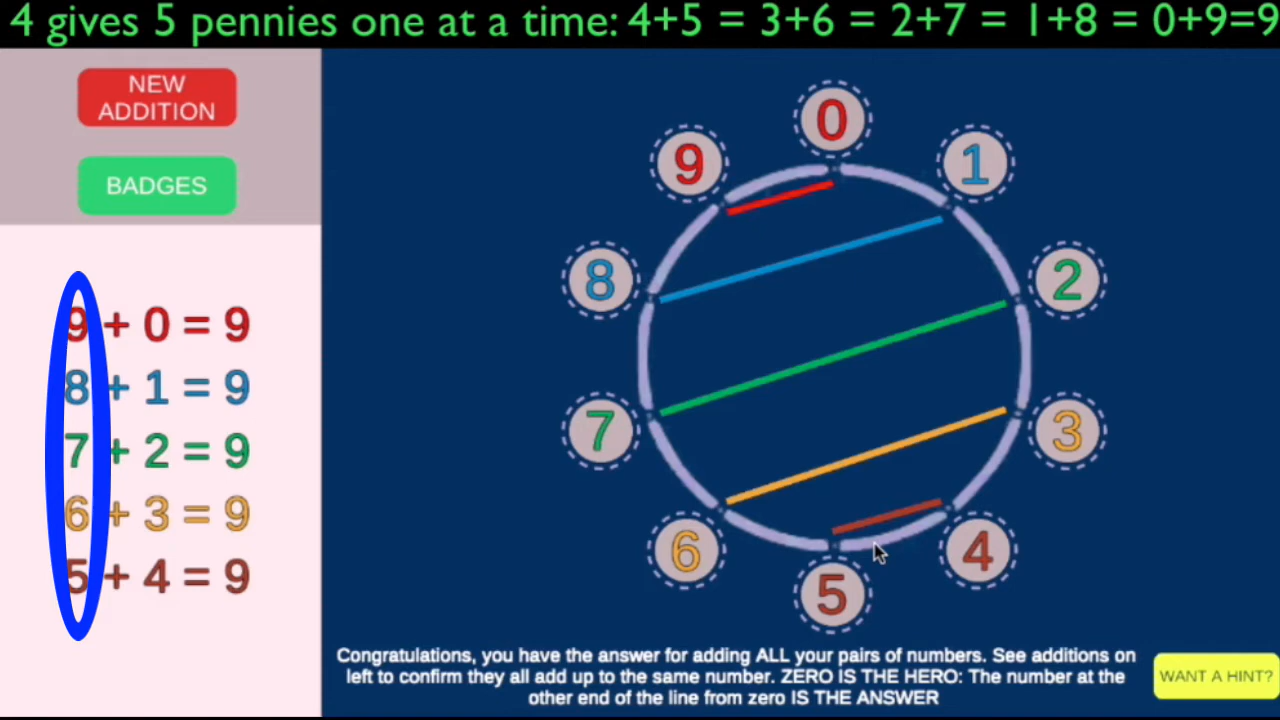 4 gives 5 pennies one at a time: 4+5 = 3+6 = 2+7 = 1+8 = 0+9=9
NEW
ADDITION
BADGES
9 + 0 = 9
8 + 1 = 9
7 + 2 = 9
6 + 3 = 9
5 + 4 = 9
0
1
2
3
4
5
6
7
8
9
Congratulations, you have the answer for adding ALL your pairs of numbers. See additions on
left to confirm they all add up to the same number. ZERO IS THE HERO: The number at the
other end of the line from zero IS THE ANSWER
WANT A HINT?